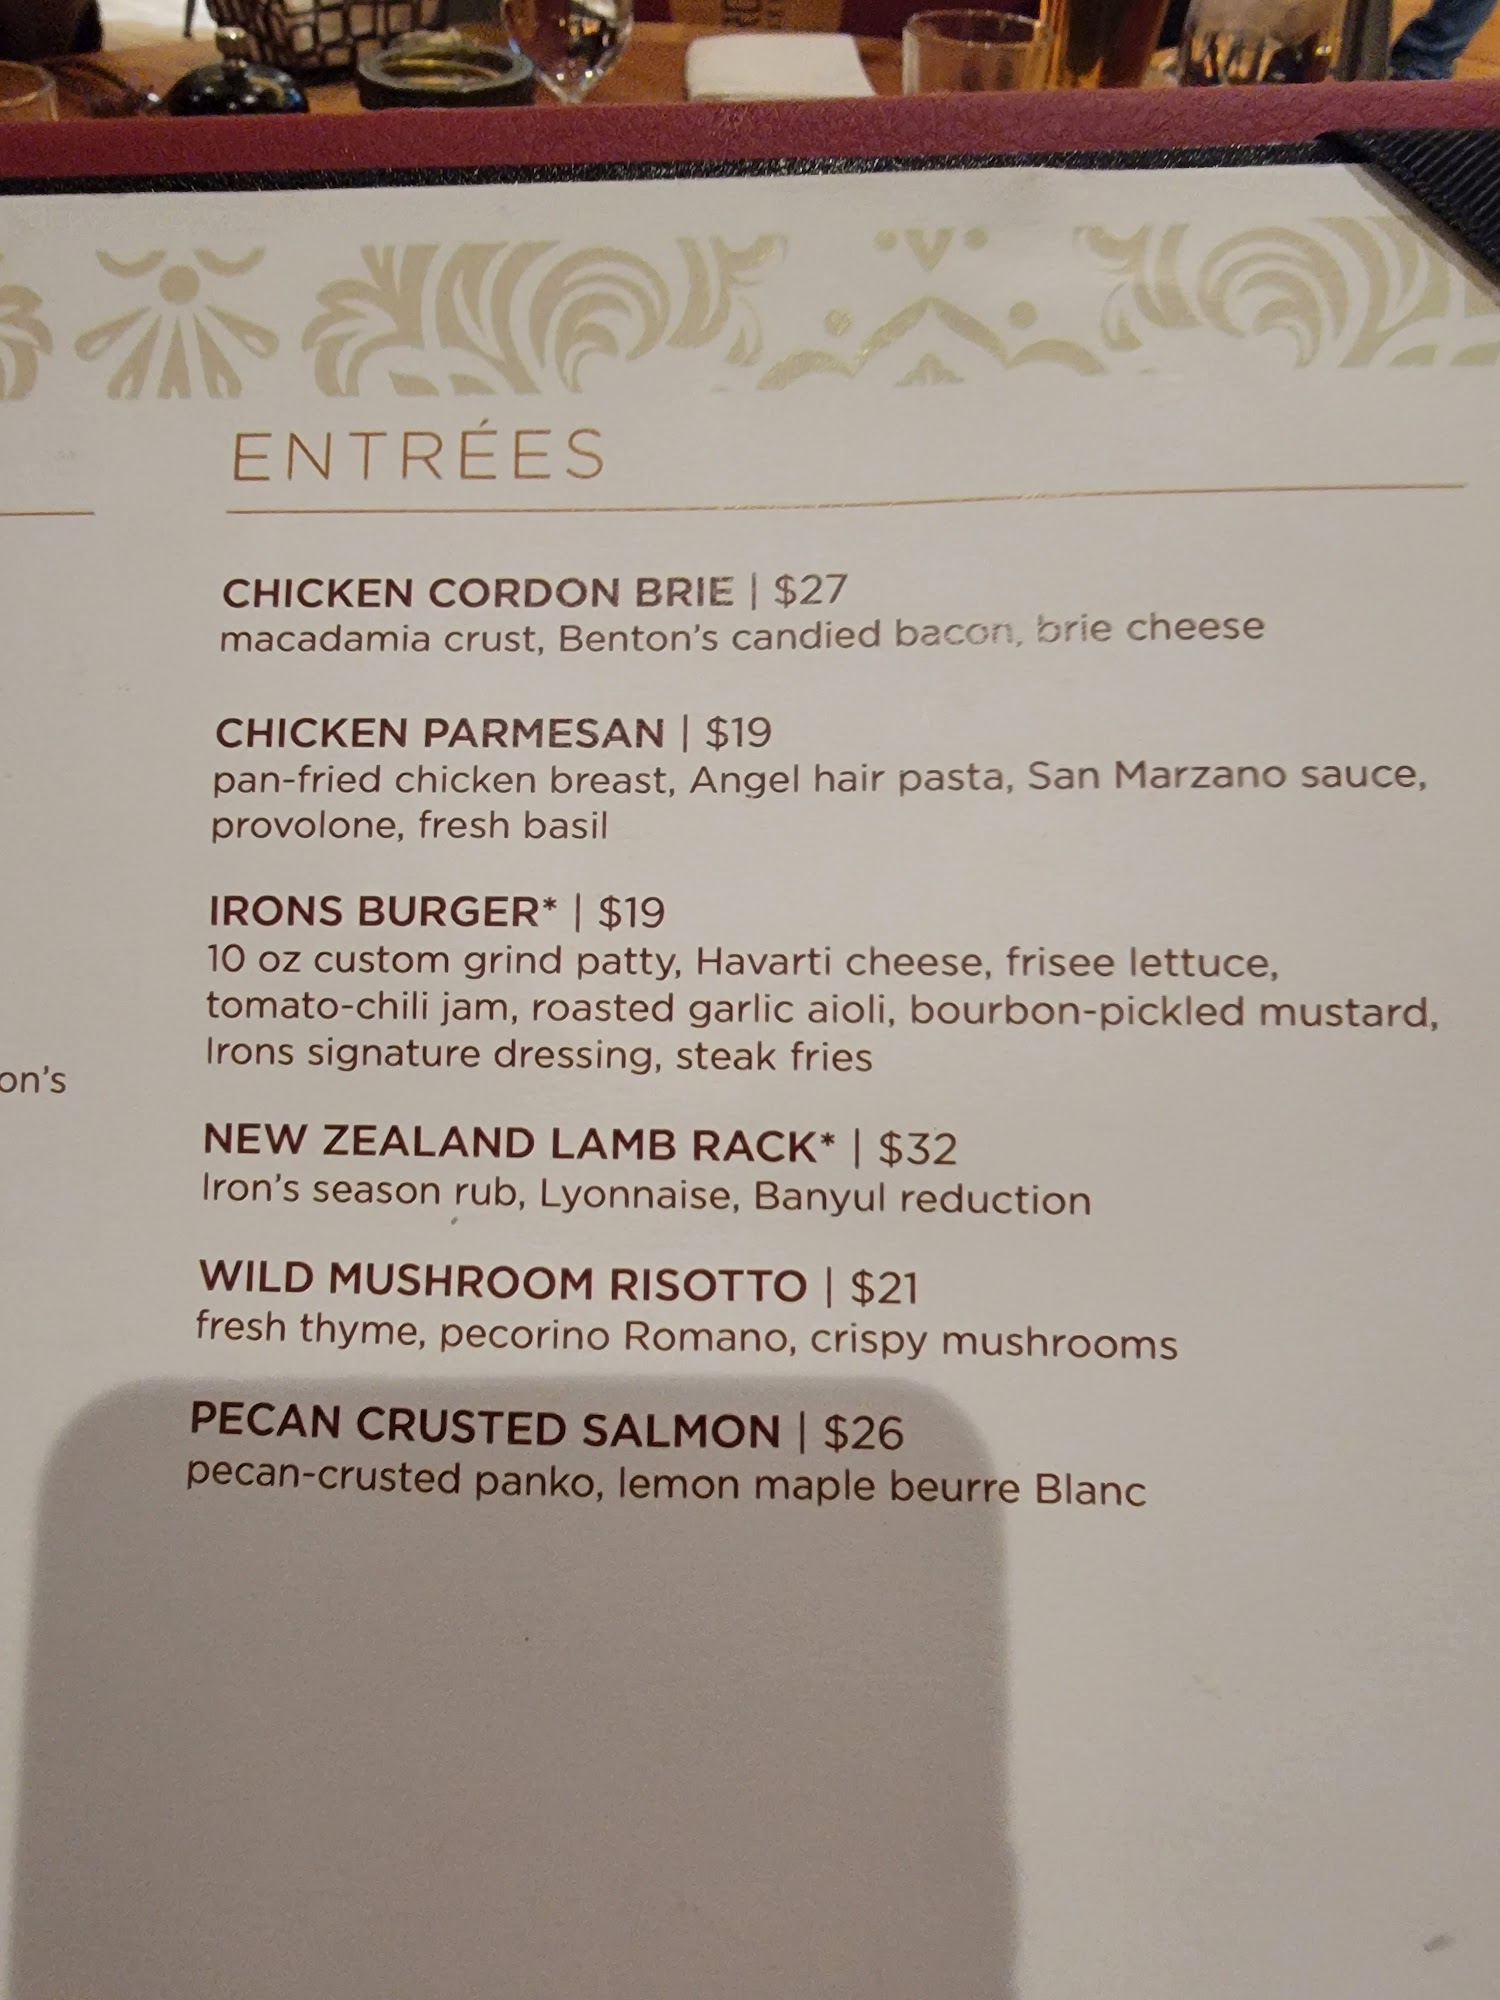 ENTRÉES
CHICKEN CORDON BRIE | $27
macadamia crust, Benton's candied bacon, brie cheese
CHICKEN PARMESAN | $19
pan-fried chicken breast, Angel hair pasta, San Marzano sauce,
provolone, fresh basil
IRONS BURGER* | $19
10 oz custom grind patty, Havarti cheese, frisee lettuce,
tomato-chili jam, roasted garlic aioli, bourbon-pickled mustard,
Irons signature dressing, steak fries
on's
NEW ZEALAND LAMB RACK* | $32
Iron's season rub, Lyonnaise, Banyul reduction
WILD MUSHROOM RISOTTO | $21
fresh thyme, pecorino Romano, crispy mushrooms
PECAN CRUSTED SALMON | $26
pecan-crusted panko, lemon maple beurre Blanc